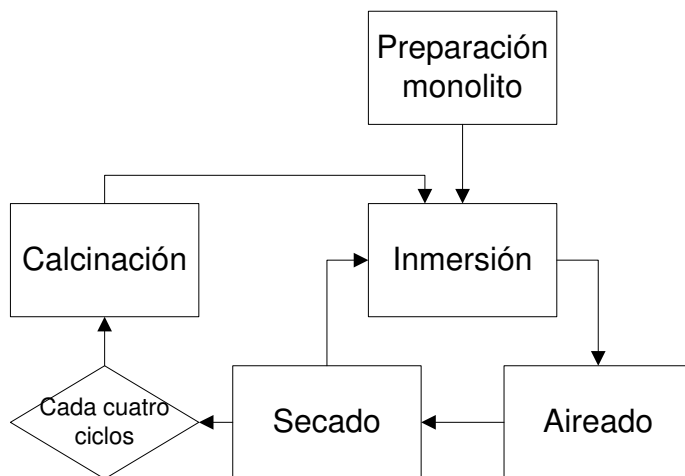 Preparación
monolito
Calcinación
Inmersión
Cada cuatro
ciclos
Secado
Aireado